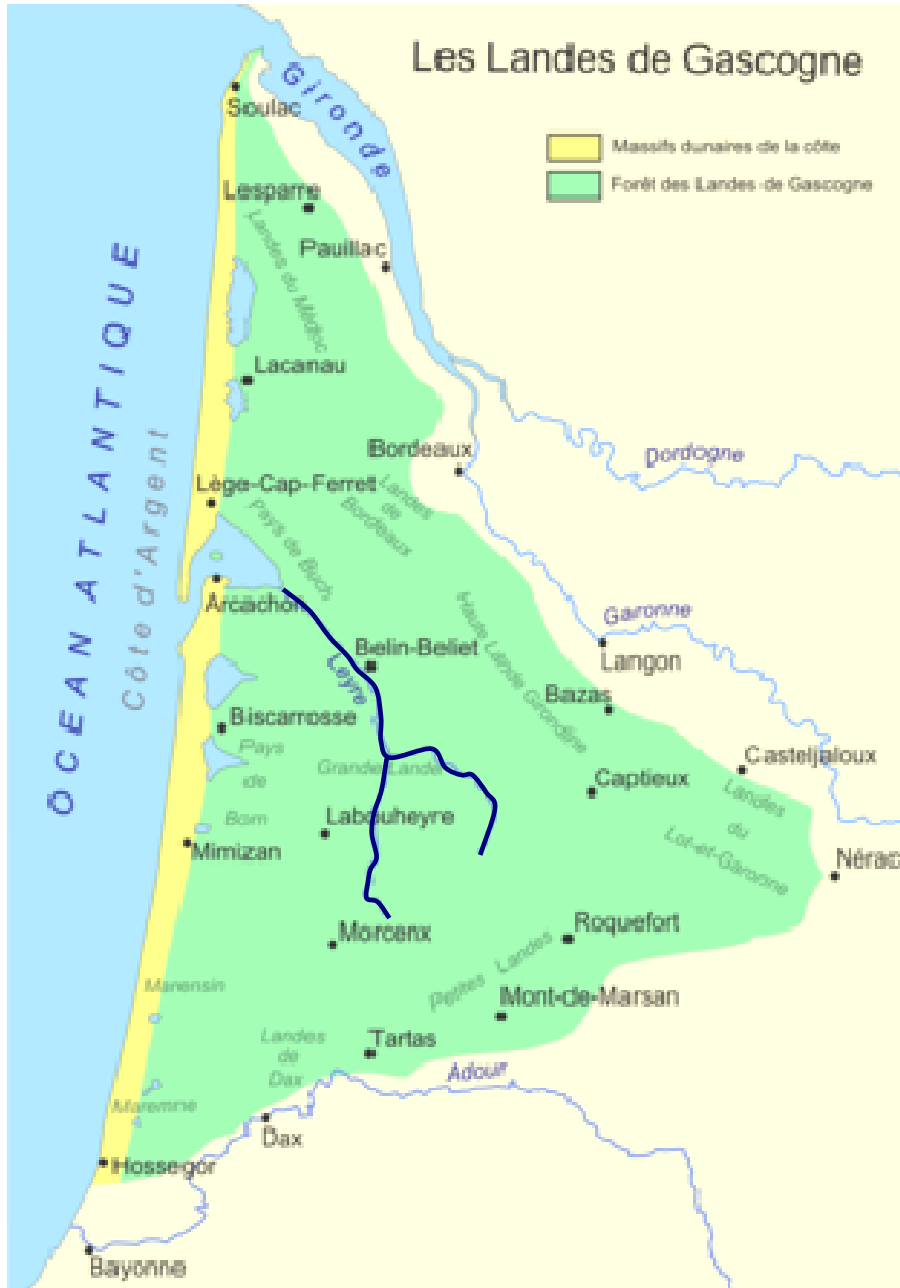 Les Landes de Gascogne
Gironde
Soulac
Massifs dunaires de la côte
Forêt des Landes de Gascogne
Lesparre
Landes du Médoc
Pauillac
OCEAN ATLANTIQUE
Côte d'Argent
Lacanau
Bordeaux
Dordogne
Lège-Cap-Ferret
Landes
de
Bordeaux
Pays de Buch
Arcachon
Haute Lande Girondine
Garonne
Langon
Belin-Beliet
Leyre
Bazas
Biscarrosse
Pays
de
Born
Grande Lande
Casteljaloux
Captieux
Landes
du
Lot-et-Garonne
Labouheyre
Mimizan
Nérac
Morcenx
Roquefort
Petites Landes
Marensin
Mont-de-Marsan
Landes
de
Dax
Tartas
Adour
Maremne
Dax
Hossegor
Bayonne